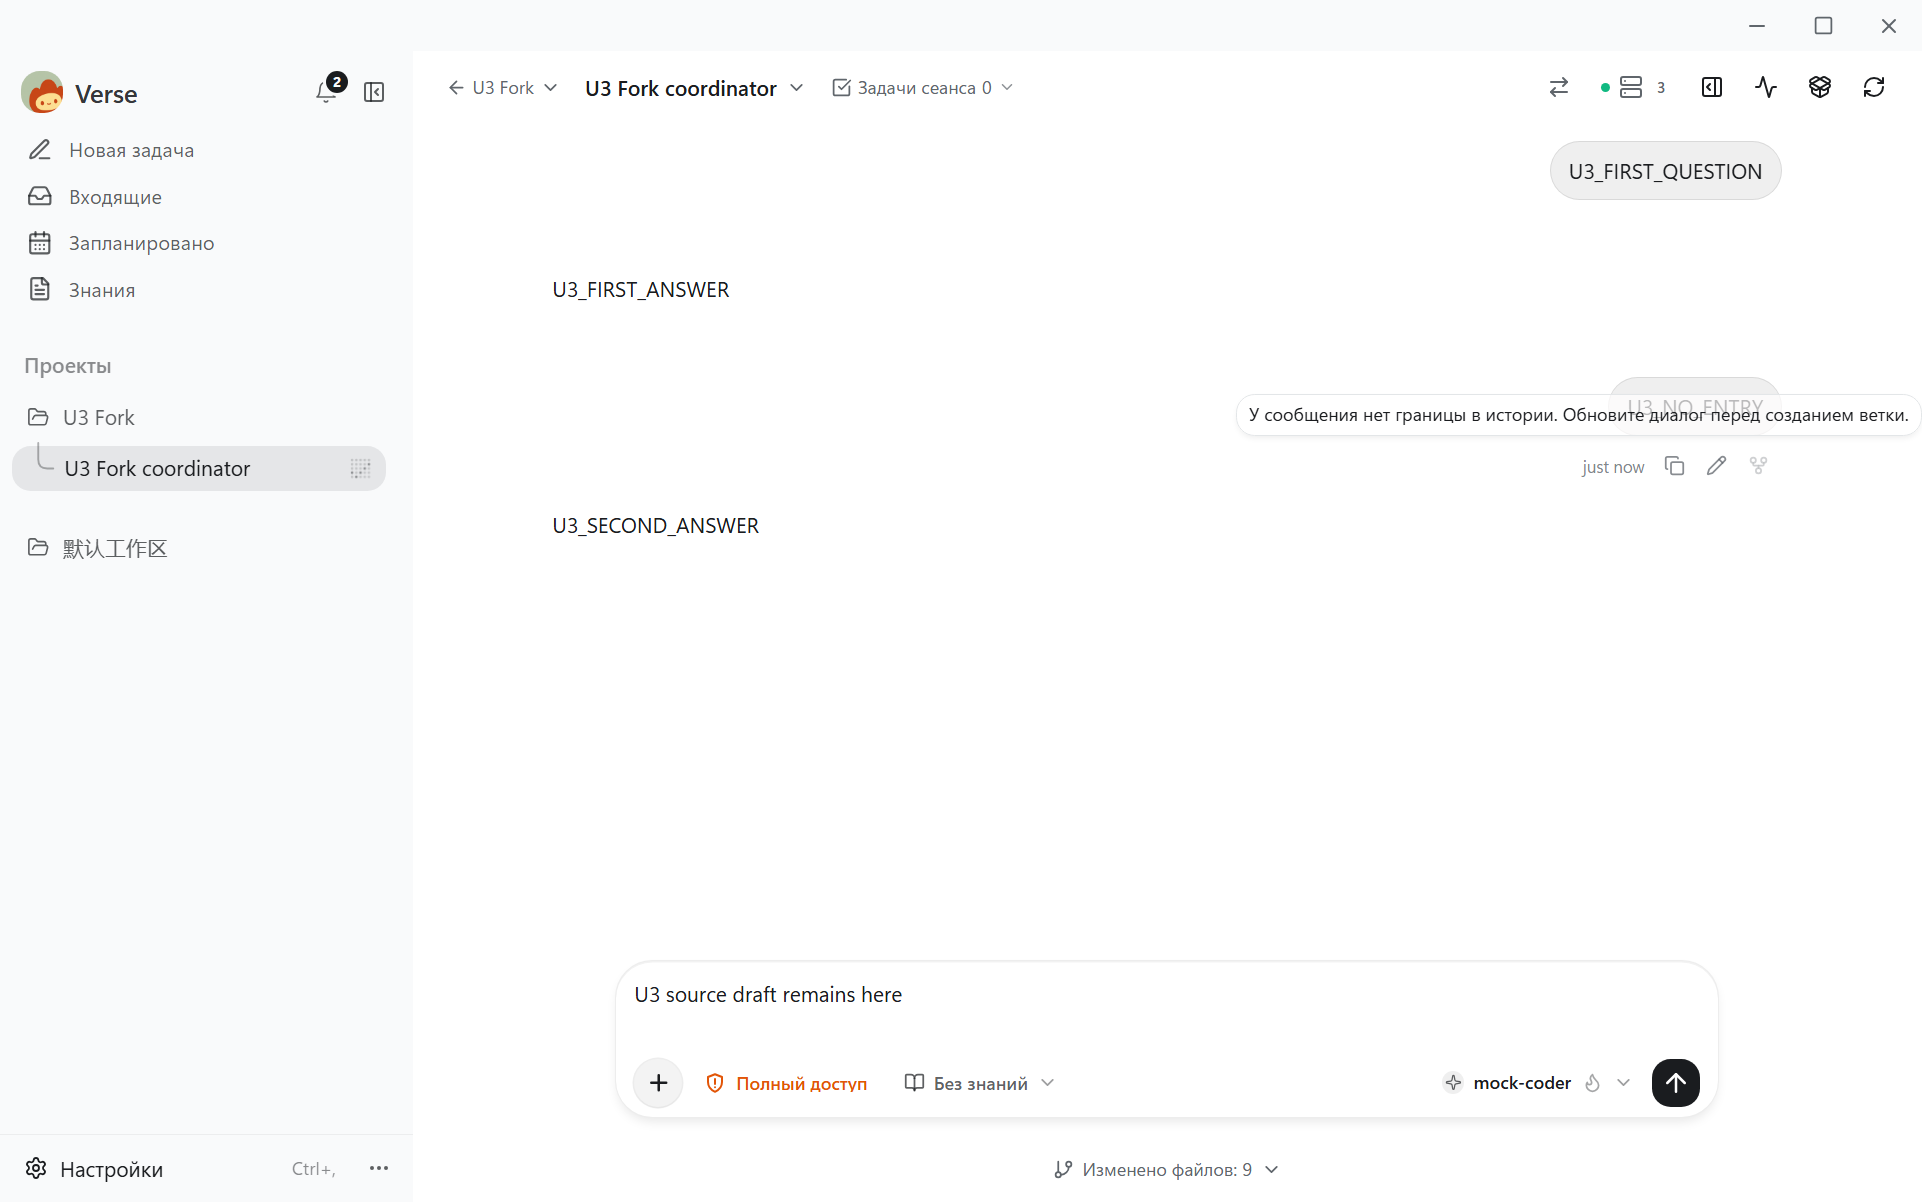 Verse
2
Новая задача
Входящие
Запланировано
Знания
Проекты
U3 Fork
U3 Fork coordinator
默认工作区
Настройки
Ctrl+,
U3 Fork
U3 Fork coordinator
Задачи сеанса 0
3
U3_FIRST_QUESTION
U3_FIRST_ANSWER
U3_NO_ENTRY
У сообщения нет границы в истории. Обновите диалог перед созданием ветки.
just now
U3_SECOND_ANSWER
U3 source draft remains here
Полный доступ
Без знаний
mock-coder
Изменено файлов: 9